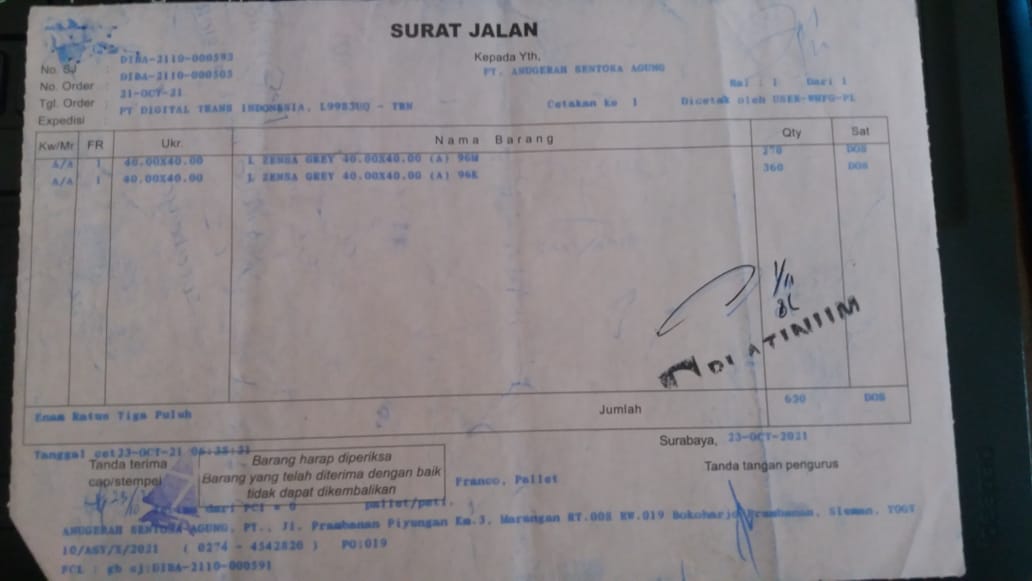 SURAT JALAN
Kepada Yth,
PT. ANUGERAH SENTOSA AGUNG
No. SJ : DIBA-2110-000593
No. Order : DIBA-2110-000503
Tgl. Order : 21-OCT-21
Expedisi : PT DIGITAL TRANS INDONESIA, L9983UQ - TRN
Hal : 1 Dari 1
Cetakan ke 1 Dicetak oleh USER-WHFG-P1
Kw/Mr FR Ukr. Nama Barang Qty Sat
A/A 1 40.00X40.00 L ZENSA GREY 40.00X40.00 (A) 96M 270 DOS
A/A 1 40.00X40.00 L ZENSA GREY 40.00X40.00 (A) 96K 360 DOS
1/11
PLATINUM
Enam Ratus Tiga Puluh Jumlah 630 DOS
Tanggal cet23-OCT-21 06:38:31
Surabaya, 23-OCT-2021
Tanda terima
cap/stempel
Barang harap diperiksa
Barang yang telah diterima dengan baik
tidak dapat dikembalikan
Tanda tangan pengurus
Franco, Pallet
dari PCI = 0 pallet/peti.
ANUGERAH SENTOSA AGUNG, PT., Jl. Prambanan Piyungan Km.3, Marangan RT.008 RW.019 Bokoharjo Prambanan, Sleman, YOGY
10/ASY/X/2021 ( 0274 - 4542820 ) PO:019
PCL : gb sj:DIBA-2110-000591